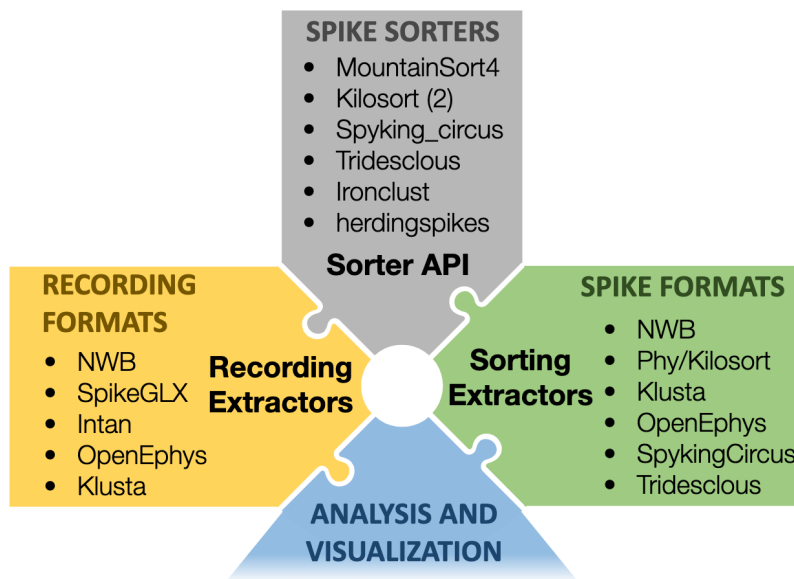 SPIKE SORTERS
• MountainSort4
• Kilosort (2)
• Spyking_circus
• Tridesclous
• Ironclust
• herdingspikes
Sorter API
RECORDING
FORMATS
• NWB
• SpikeGLX
• Intan
• OpenEphys
• Klusta
Recording
Extractors
Sorting
Extractors
SPIKE FORMATS
• NWB
• Phy/Kilosort
• Klusta
• OpenEphys
• SpykingCircus
• Tridesclous
ANALYSIS AND
VISUALIZATION